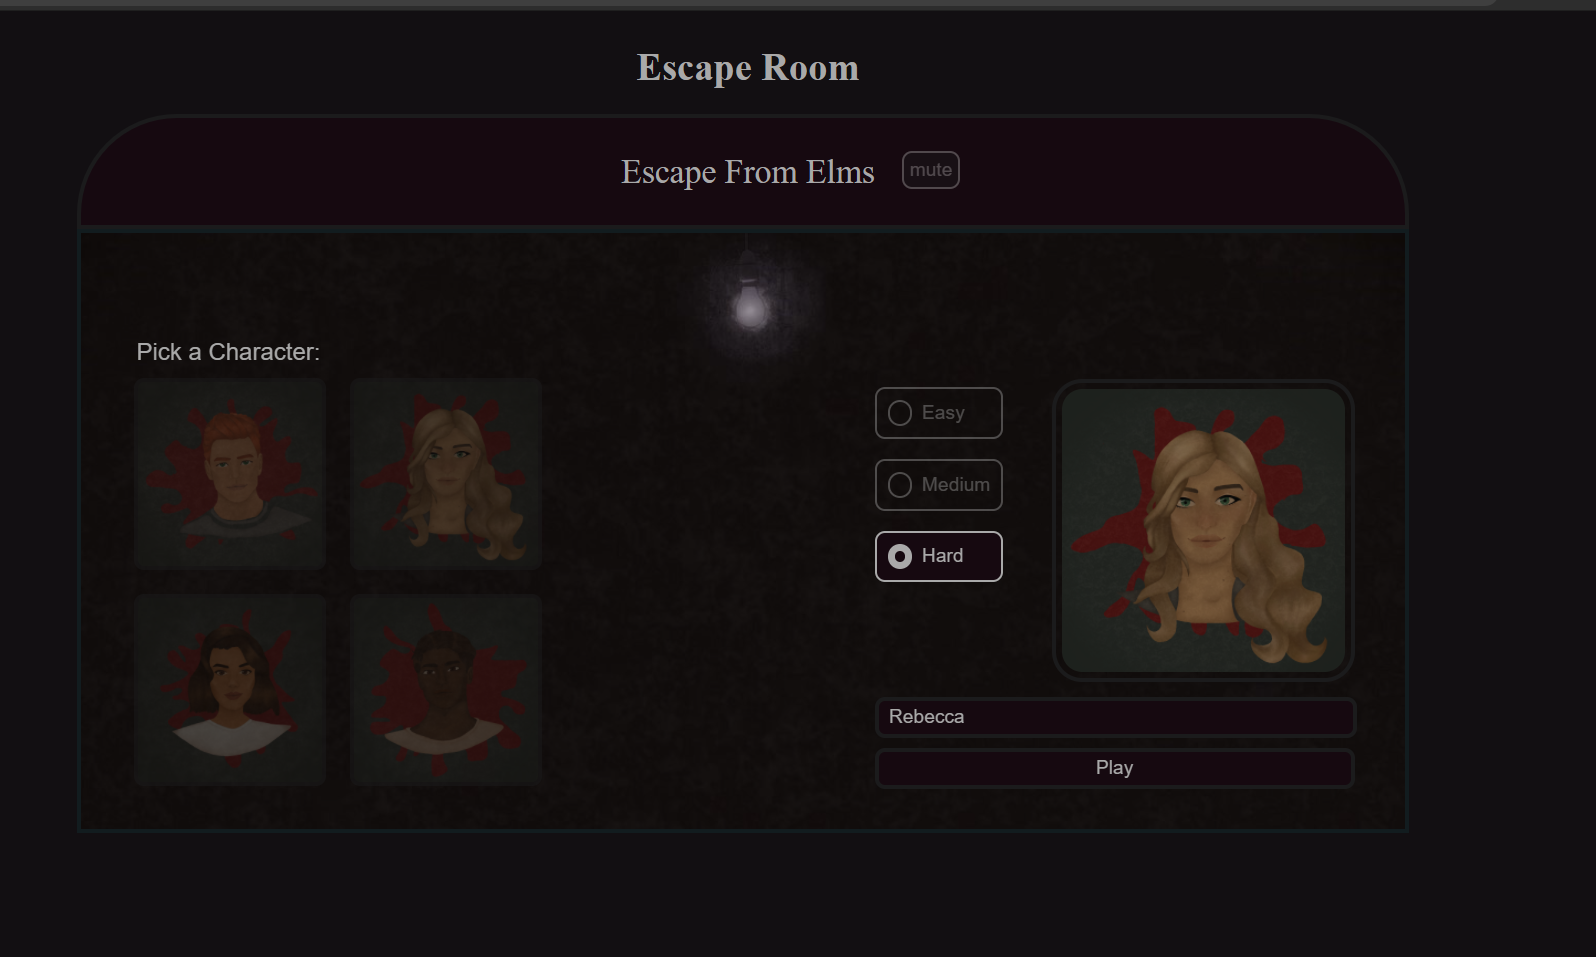 Escape Room
Escape From Elms
mute
Pick a Character:
Easy
Medium
Hard
Rebecca
Play